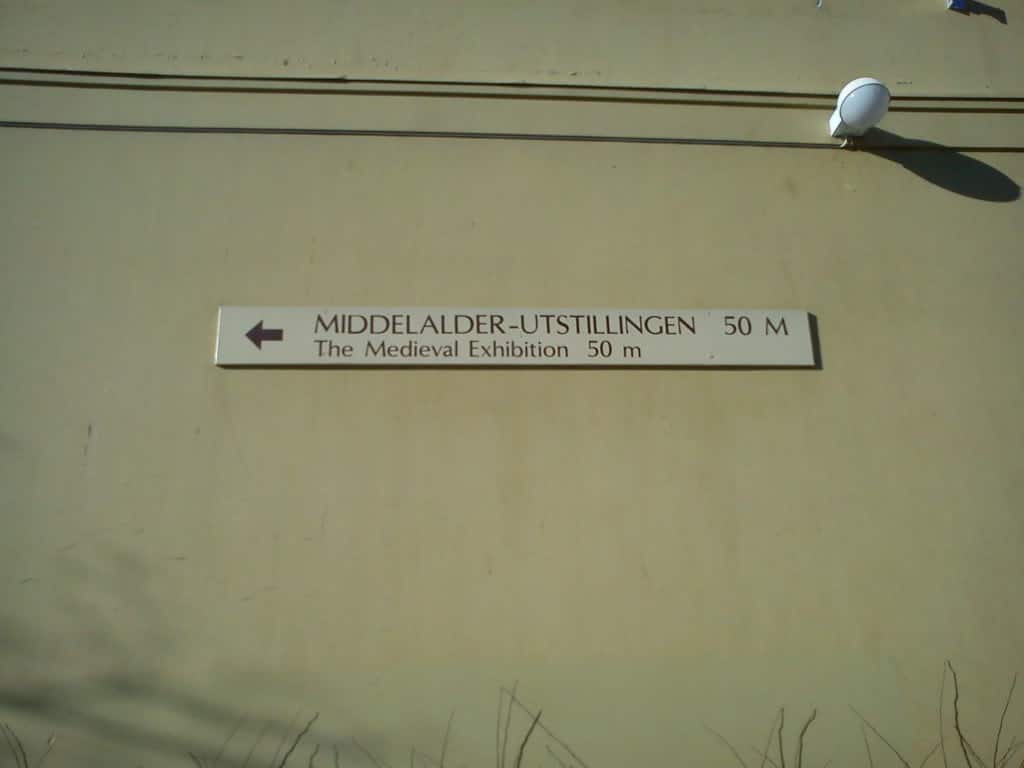 MIDDELALDER-UTSTILLINGEN 50 M
The Medieval Exhibition 50 m